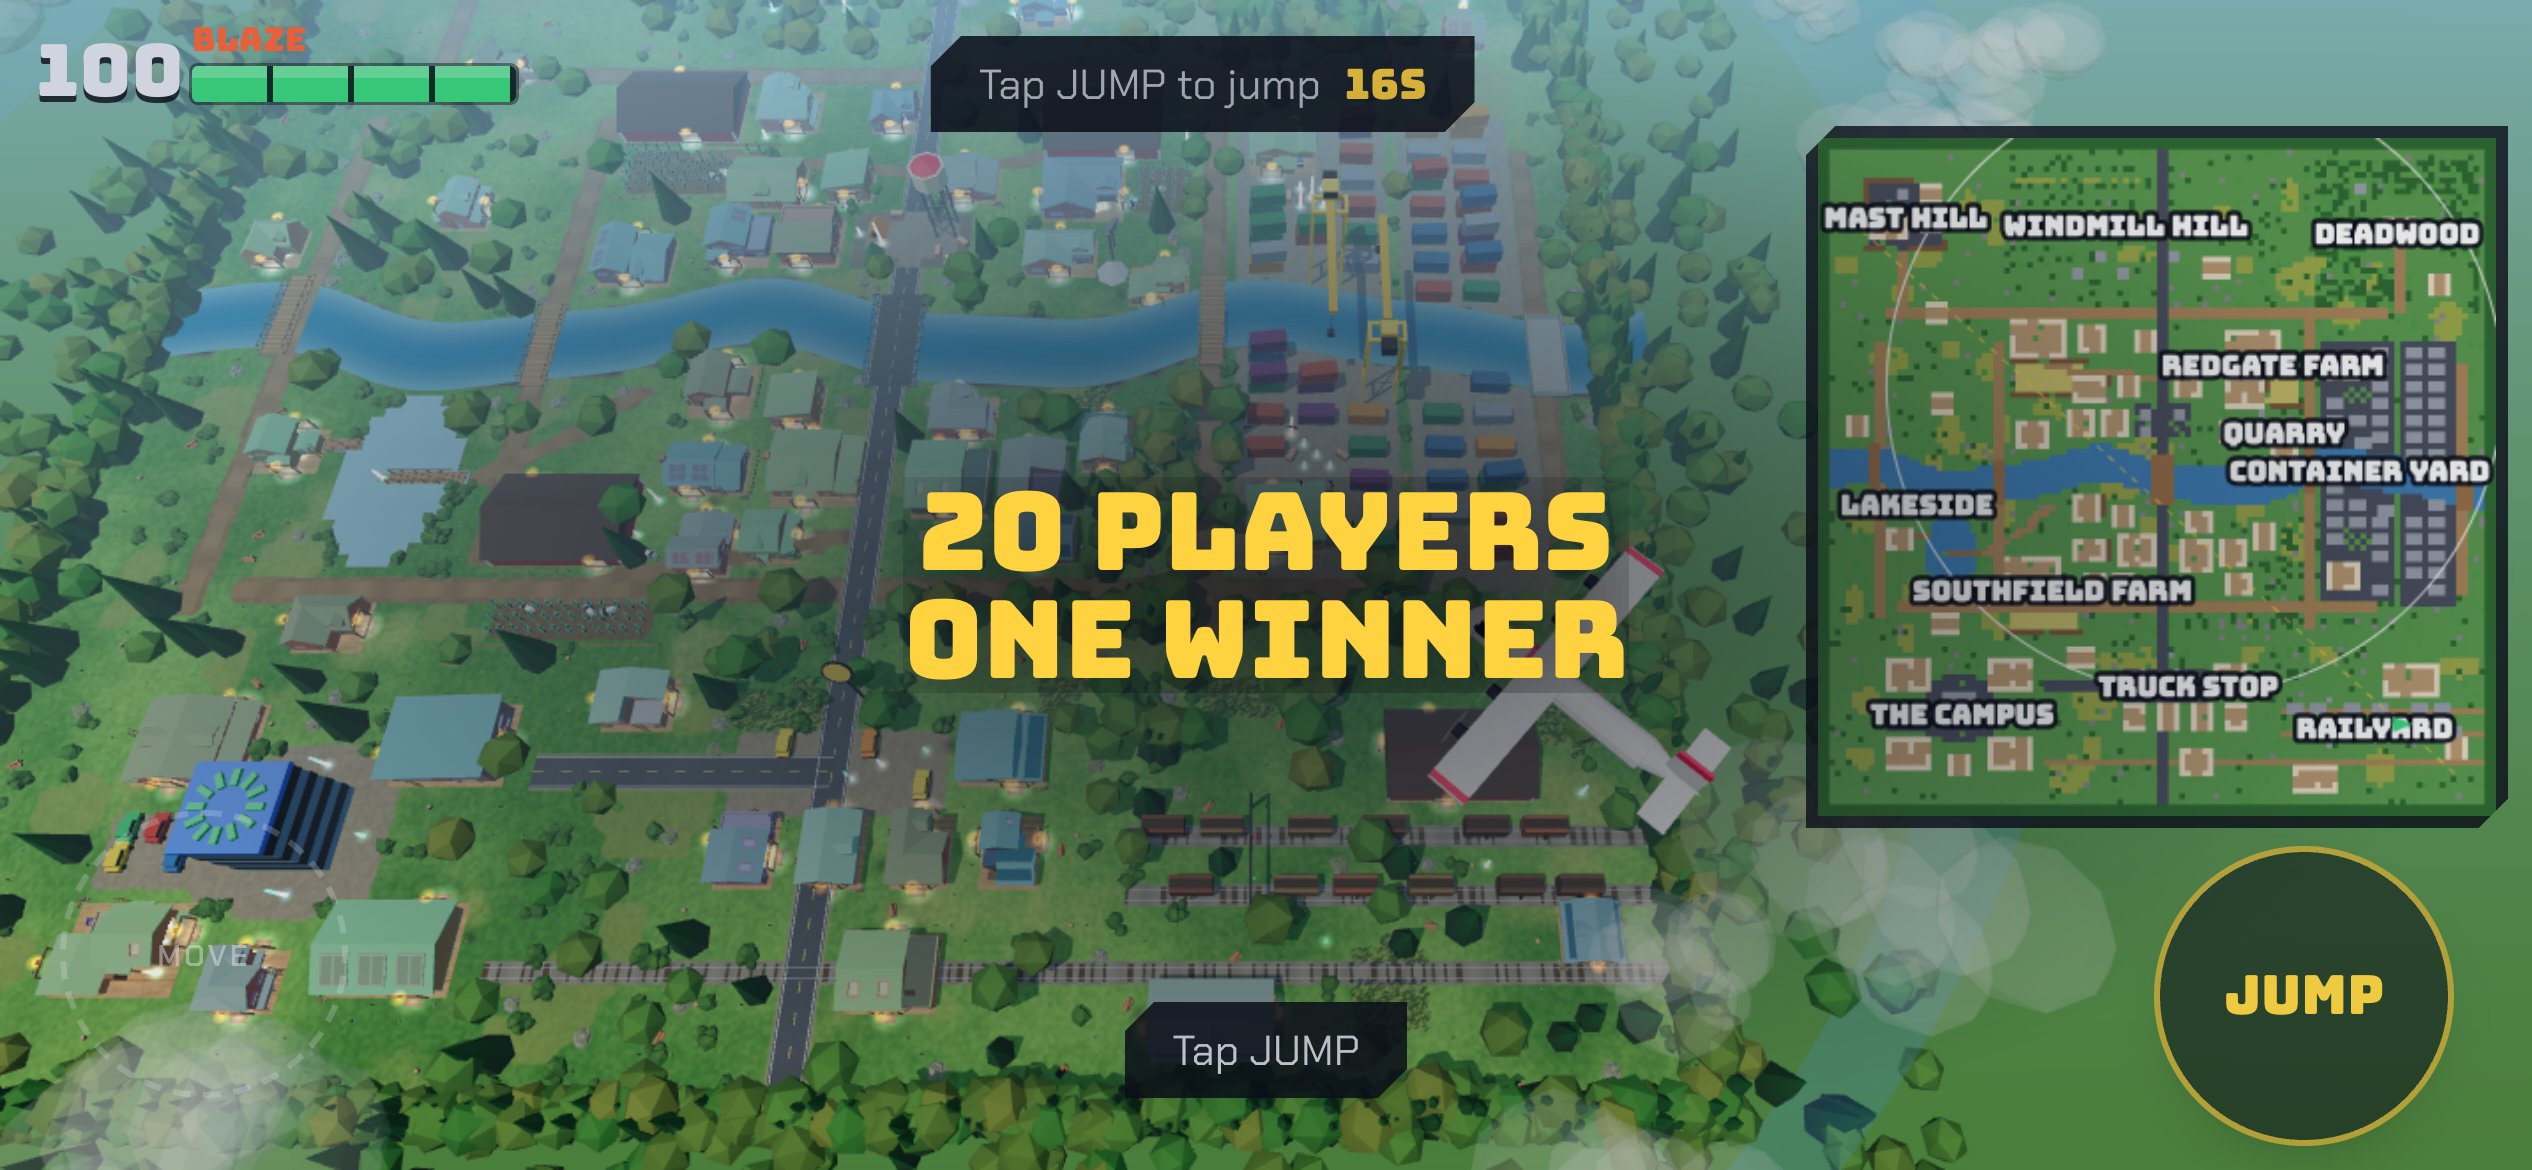 100
BLAZE
Tap JUMP to jump 16S
MAST HILL
WINDMILL HILL
DEADWOOD
REDGATE FARM
QUARRY
CONTAINER YARD
LAKESIDE
SOUTHFIELD FARM
TRUCK STOP
THE CAMPUS
RAILYARD
20 PLAYERS
ONE WINNER
MOVE
Tap JUMP
JUMP